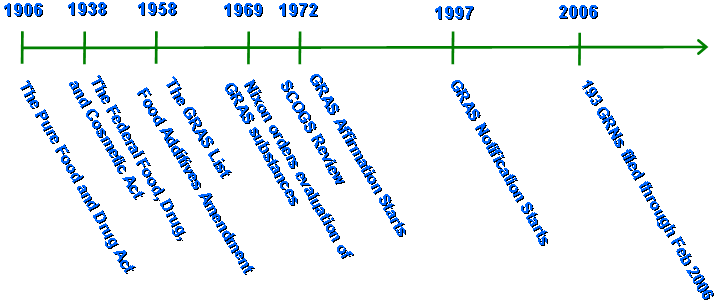 1906
1938
1958
1969
1972
1997
2006
The Pure Food and Drug Act
The Federal Food, Drug,
and Cosmetic Act
The GRAS List
Food Additives Amendment
Nixon orders evaluation of
GRAS substances
GRAS Affirmation Starts
SCOGS Review
GRAS Notification Starts
193 GRNs filed through Feb 2006